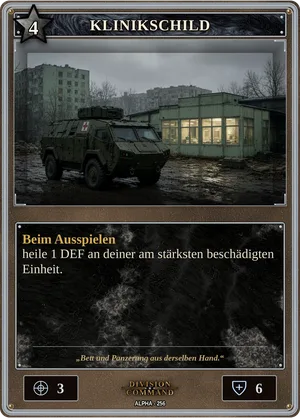 4
KLINIKSCHILD
Beim Ausspielen
heile 1 DEF an deiner am stärksten beschädigten
Einheit.
„Bett und Panzerung aus derselben Hand.“
DIVISION
COMMAND
ALPHA - 256
3
6